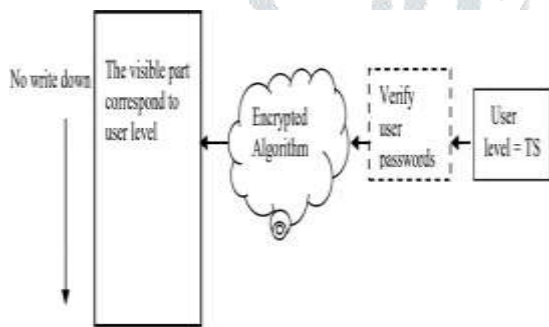 No write down
The visible part
correspond to
user level
Encrypted
Algorithm
Verify
user
passwords
User
level = TS